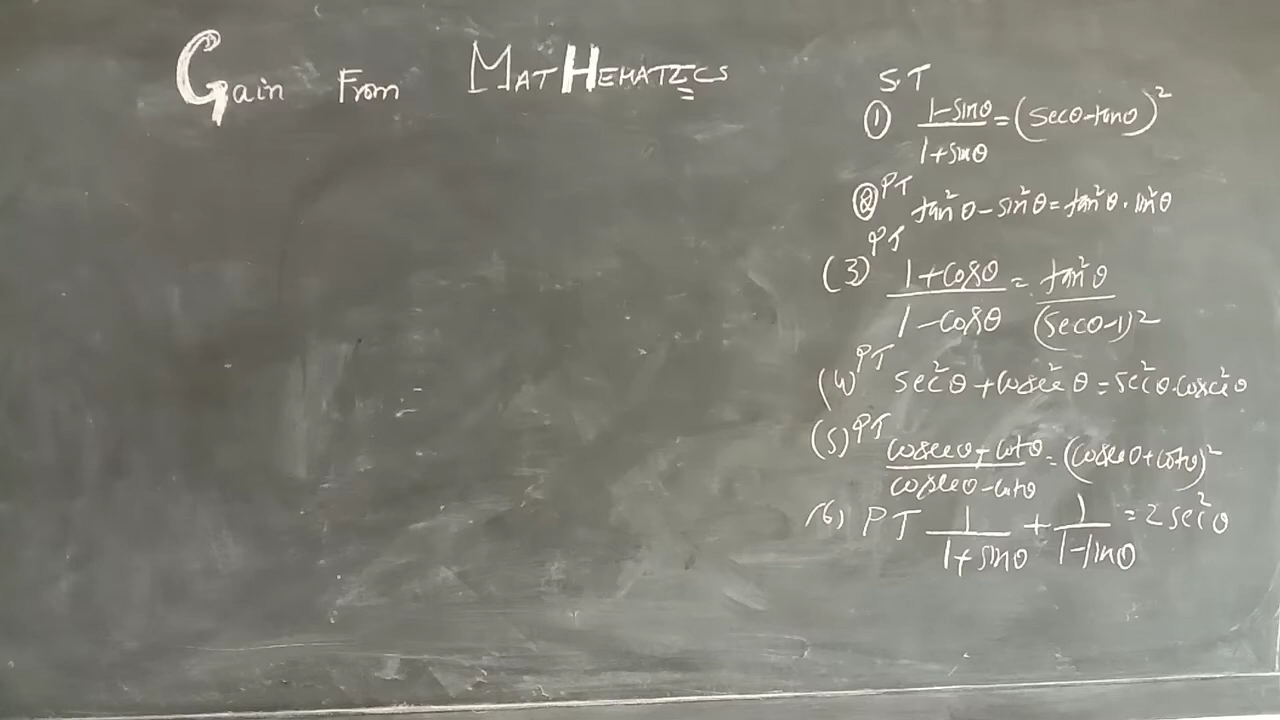 Gain From MATHEMATICS
S.T
① 1-sinθ/1+sinθ = (secθ-tanθ)²
② PT tan²θ - sin²θ = tan²θ . sin²θ
(3) PT 1+cosθ/1-cosθ = tan²θ/(secθ-1)²
(4) PT sec²θ + cosec²θ = sec²θ.cosec²θ
(5) PT cosecθ+cotθ/cosecθ-cotθ = (cosecθ+cotθ)²
(6) PT 1/1+sinθ + 1/1-sinθ = 2sec²θ